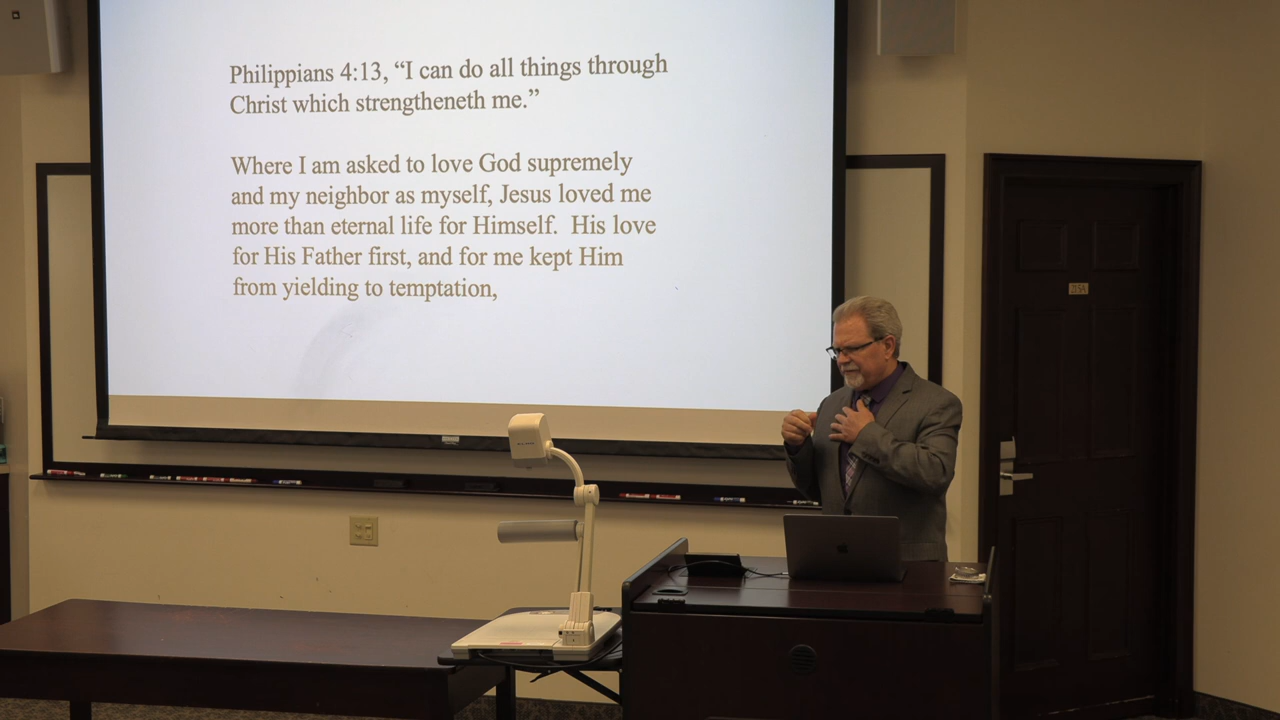 Philippians 4:13, “I can do all things through
Christ which strengtheneth me.”
Where I am asked to love God supremely
and my neighbor as myself, Jesus loved me
more than eternal life for Himself.  His love
for His Father first, and for me kept Him
from yielding to temptation,